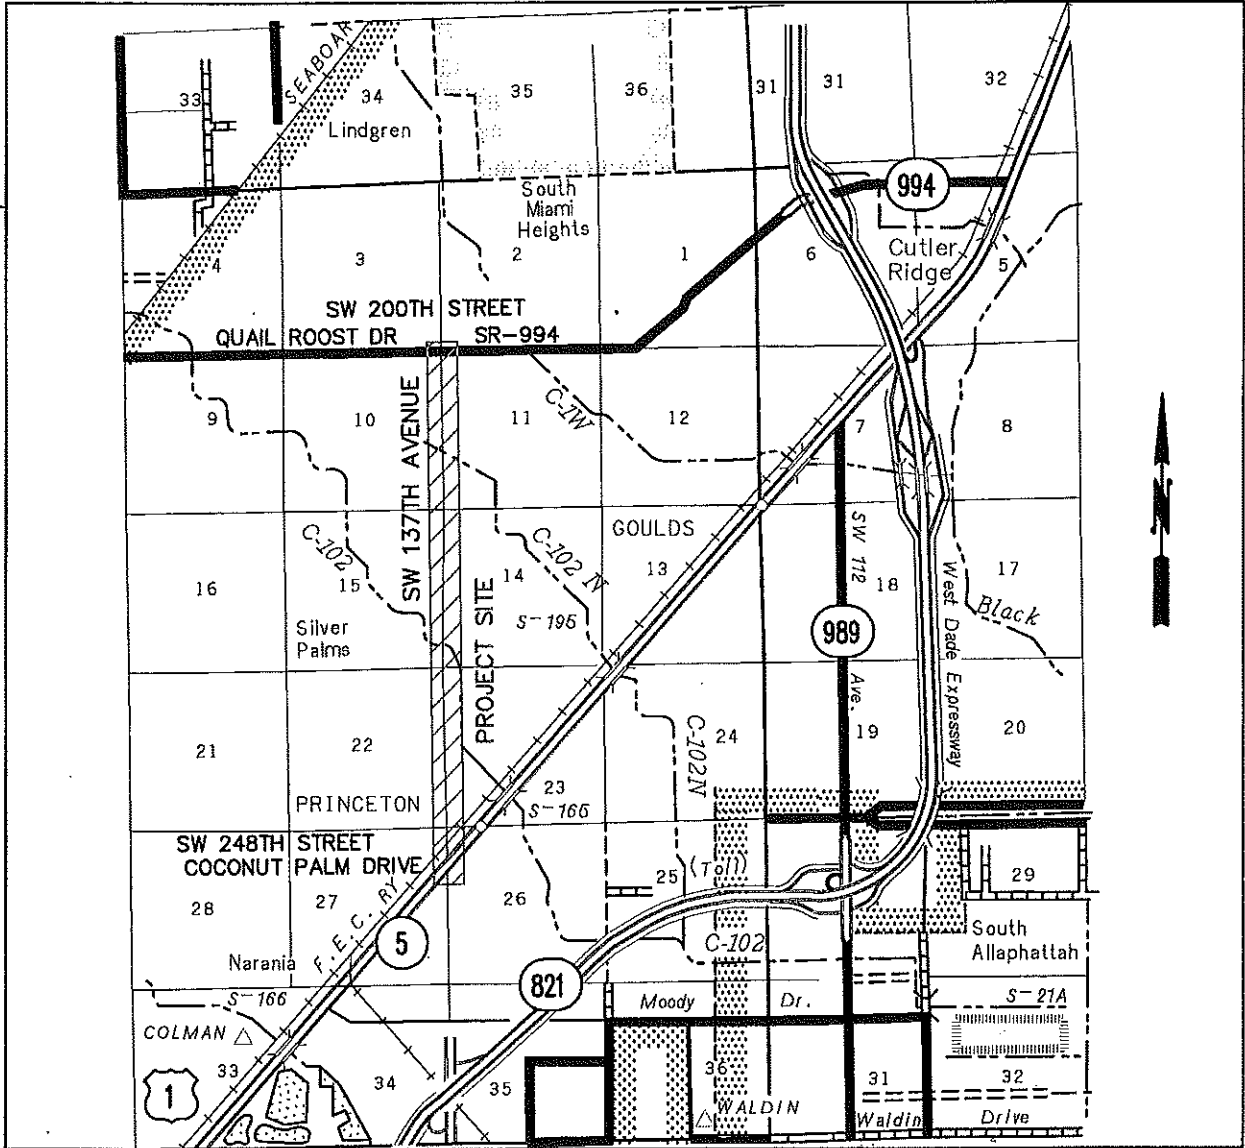 SEABOAR
33
34
35
36
31
31
32
Lindgren
994
South
Miami
Heights
Cutler
Ridge
4
3
2
1
6
5
SW 200TH STREET
QUAIL ROOST DR
SR-994
9
10
11
12
7
8
C-1W
SW 137TH AVENUE
N
GOULDS
SW 112
Ave.
C-102
C-102 N
16
15
14
13
18
17
Black
PROJECT SITE
S-195
Silver
Palms
989
West Dade Expressway
21
22
23
24
19
20
C-102N
PRINCETON
S-165
SW 248TH STREET
COCONUT PALM DRIVE
28
27
26
25
(Toll)
29
F. E. C. RY
5
South
Allaphattah
C-102
Narania
821
S-166
Moody
Dr.
S-21A
COLMAN
1
33
34
35
36
31
32
WALDIN
Waldin
Drive